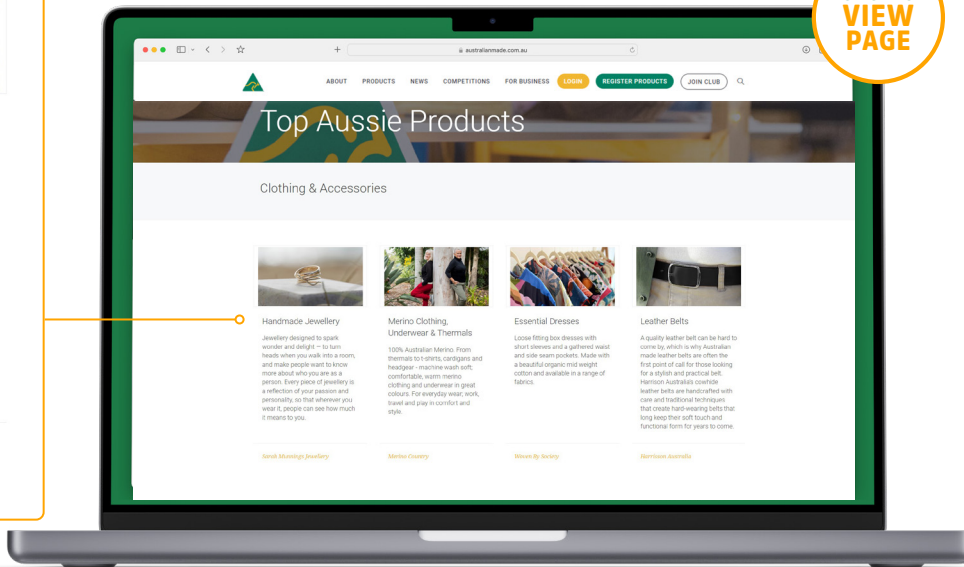 VIEW
PAGE
australianmade.com.au
ABOUT PRODUCTS NEWS COMPETITIONS FOR BUSINESS LOGIN REGISTER PRODUCTS JOIN CLUB
Top Aussie Products
Clothing & Accessories
Handmade Jewellery
Jewellery designed to spark
wonder and delight — to turn
heads when you walk into a room,
and make people want to know
more about who you are as a
person. Every piece of jewellery is
a reflection of your passion and
personality, so that wherever you
wear it, people can see how much
it means to you.
Sarah Munnings Jewellery
Merino Clothing,
Underwear & Thermals
100% Australian Merino. From
thermals to t-shirts, cardigans and
headgear - machine wash soft,
comfortable, warm merino
clothing and underwear in great
colours. For everyday wear, work,
travel and play in comfort and
style.
Merino Country
Essential Dresses
Loose fitting box dresses with
short sleeves and a gathered waist
and side seam pockets. Made with
a beautiful organic mid weight
cotton and available in a range of
fabrics.
Woven By Society
Leather Belts
A quality leather belt can be hard to
come by, which is why Australian
made leather belts are often the
first point of call for those looking
for a stylish and practical belt.
Harrison Australia's cowhide
leather belts are handcrafted with
care and traditional techniques
that create hard-wearing belts that
long keep their soft touch and
functional form for years to come.
Harrison Australia